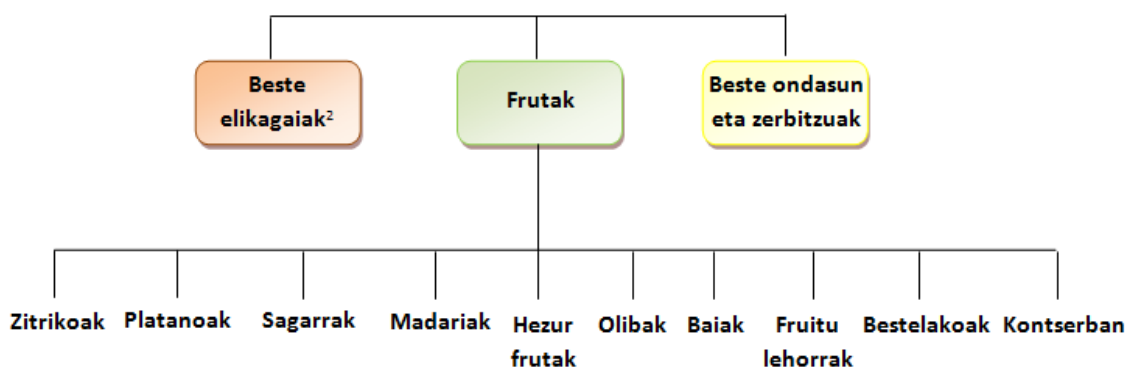 Beste
elikagaiak²
Frutak
Beste ondasun
eta zerbitzuak
Zitrikoak
Platanoak
Sagarrak
Madariak
Hezur
frutak
Olibak
Baiak
Fruitu
lehorrak
Bestelakoak
Kontserban